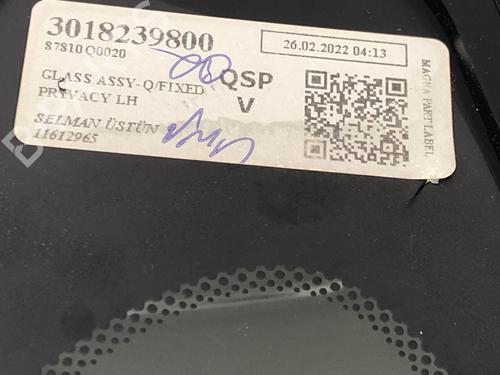 3018239800
87810 Q0020
26.02.2022 04:13
GLASS ASSY-Q/FIXED
PRIVACY LH
QSP
V
SELMAN ÜSTÜN
11612965
MAGNA PART LABEL